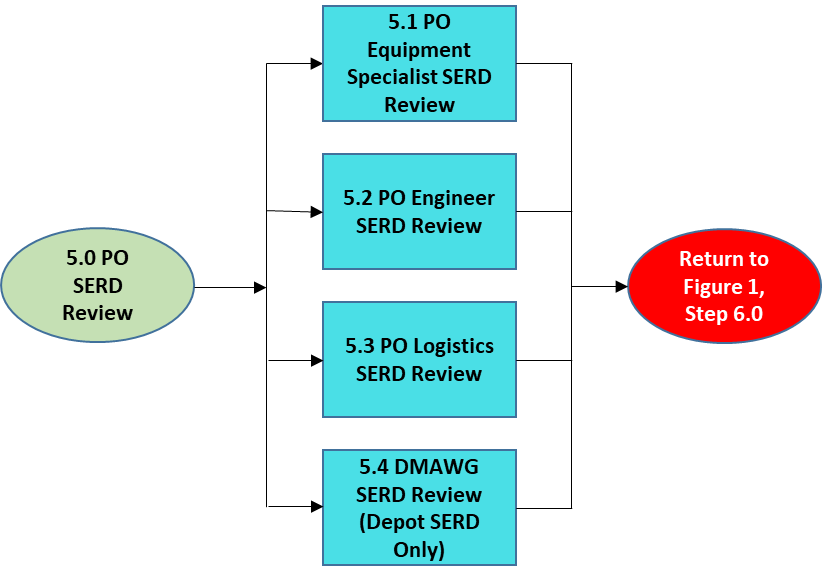 5.0 PO
SERD
Review
5.1 PO
Equipment
Specialist SERD
Review
5.2 PO Engineer
SERD Review
5.3 PO Logistics
SERD Review
5.4 DMAWG
SERD Review
(Depot SERD
Only)
Return to
Figure 1,
Step 6.0